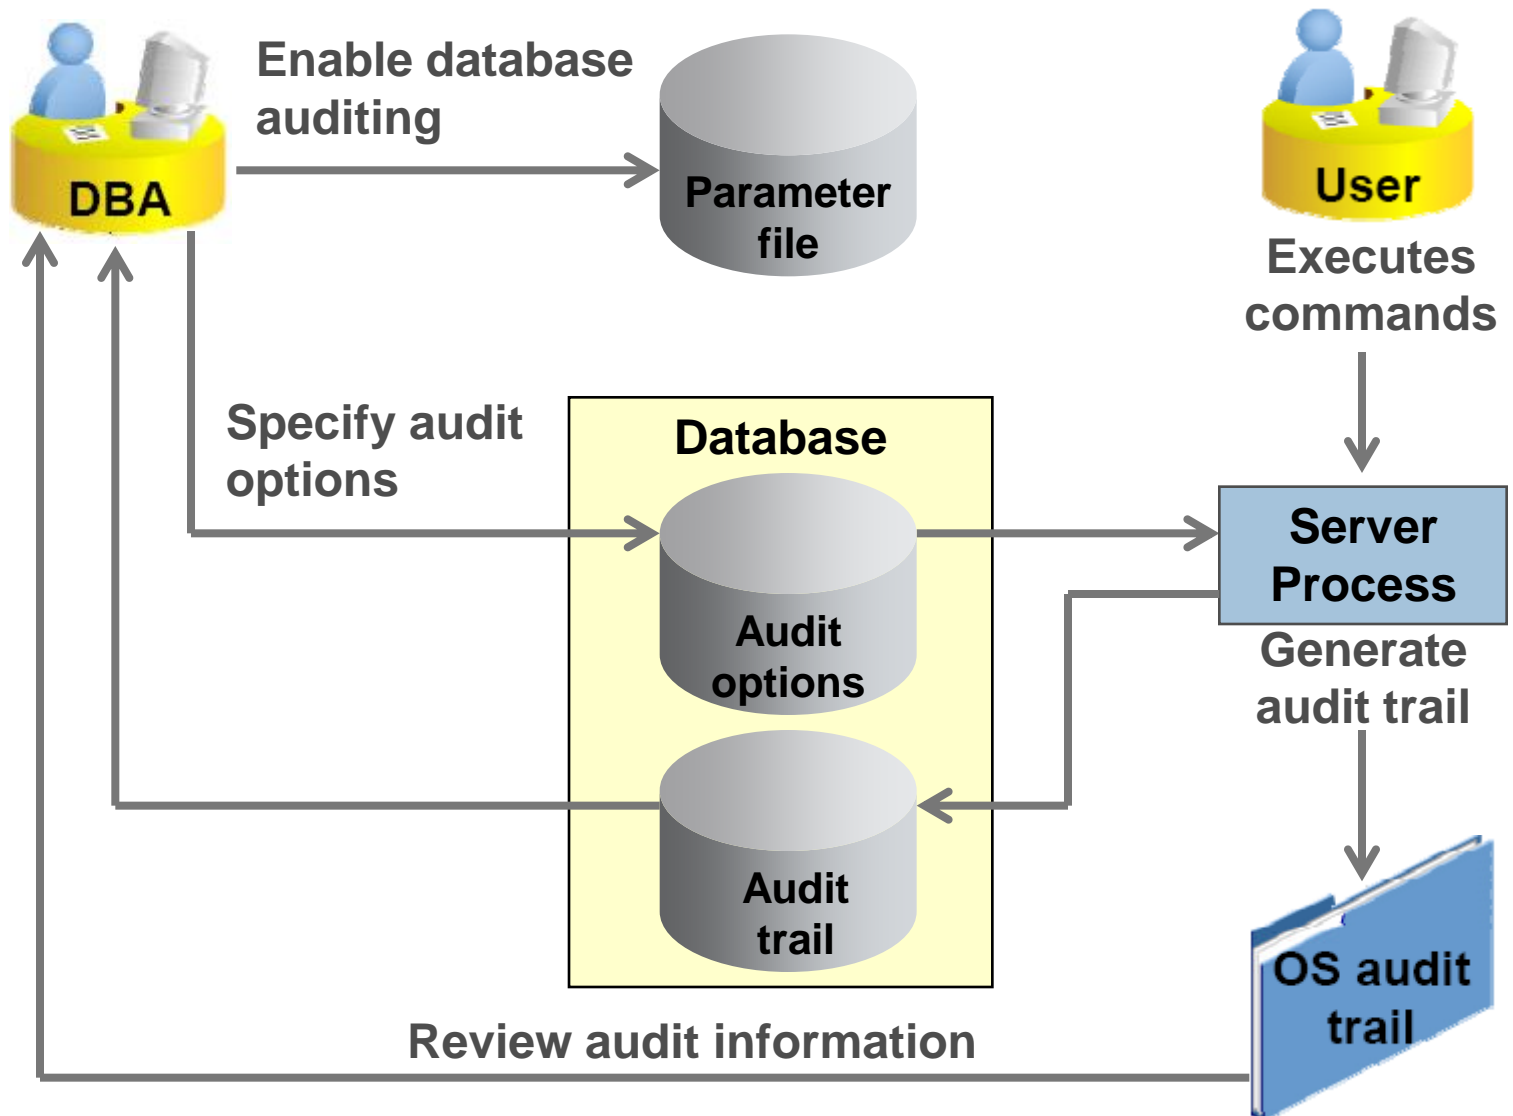 Enable database
auditing
DBA
Parameter
file
User
Executes
commands
Specify audit
options
Database
Server
Process
Audit
options
Generate
audit trail
Audit
trail
OS audit
trail
Review audit information